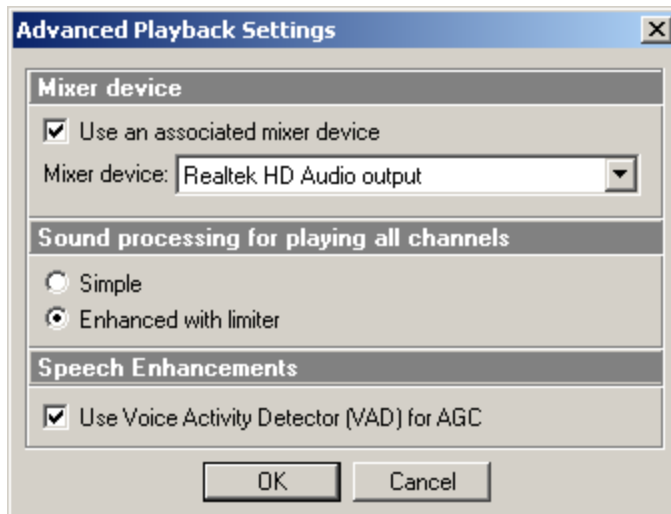 Advanced Playback Settings
Mixer device
Use an associated mixer device
Mixer device: Realtek HD Audio output
Sound processing for playing all channels
Simple
Enhanced with limiter
Speech Enhancements
Use Voice Activity Detector (VAD) for AGC
OK Cancel